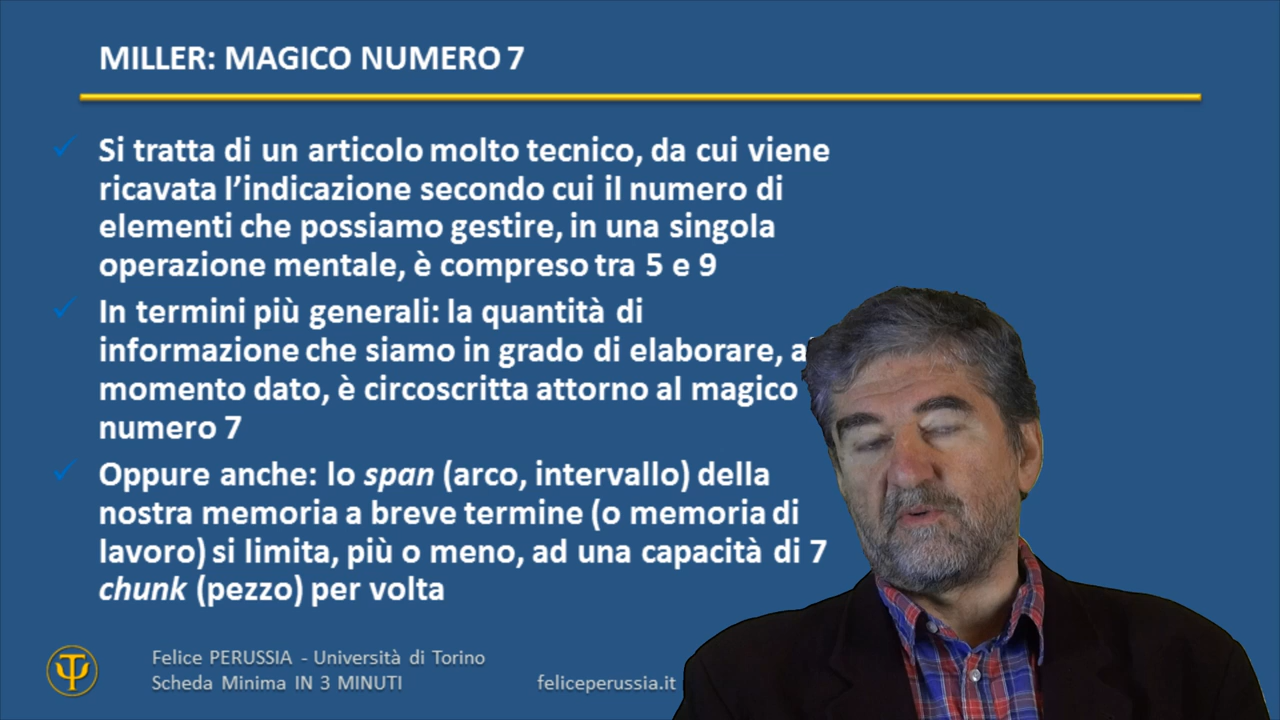 MILLER: MAGICO NUMERO 7
Si tratta di un articolo molto tecnico, da cui viene
ricavata l’indicazione secondo cui il numero di
elementi che possiamo gestire, in una singola
operazione mentale, è compreso tra 5 e 9
In termini più generali: la quantità di
informazione che siamo in grado di elaborare, a
momento dato, è circoscritta attorno al magico
numero 7
Oppure anche: lo span (arco, intervallo) della
nostra memoria a breve termine (o memoria di
lavoro) si limita, più o meno, ad una capacità di 7
chunk (pezzo) per volta
Felice PERUSSIA - Università di Torino
Scheda Minima IN 3 MINUTI
feliceperussia.it